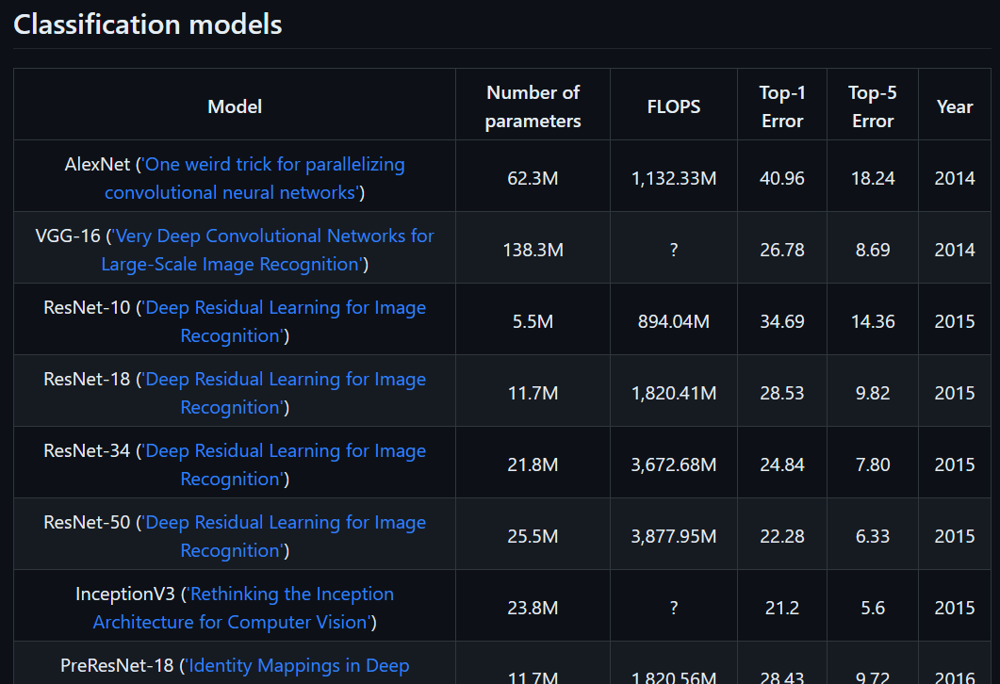 Classification models
Model
Number of
parameters
FLOPS
Top-1
Error
Top-5
Error
Year
AlexNet ('One weird trick for parallelizing
convolutional neural networks')
62.3M
1,132.33M
40.96
18.24
2014
VGG-16 ('Very Deep Convolutional Networks for
Large-Scale Image Recognition')
138.3M
?
26.78
8.69
2014
ResNet-10 ('Deep Residual Learning for Image
Recognition')
5.5M
894.04M
34.69
14.36
2015
ResNet-18 ('Deep Residual Learning for Image
Recognition')
11.7M
1,820.41M
28.53
9.82
2015
ResNet-34 ('Deep Residual Learning for Image
Recognition')
21.8M
3,672.68M
24.84
7.80
2015
ResNet-50 ('Deep Residual Learning for Image
Recognition')
25.5M
3,877.95M
22.28
6.33
2015
InceptionV3 ('Rethinking the Inception
Architecture for Computer Vision')
23.8M
?
21.2
5.6
2015
PreResNet-18 ('Identity Mappings in Deep
11.7M
1,820.56M
28.43
9.72
2016